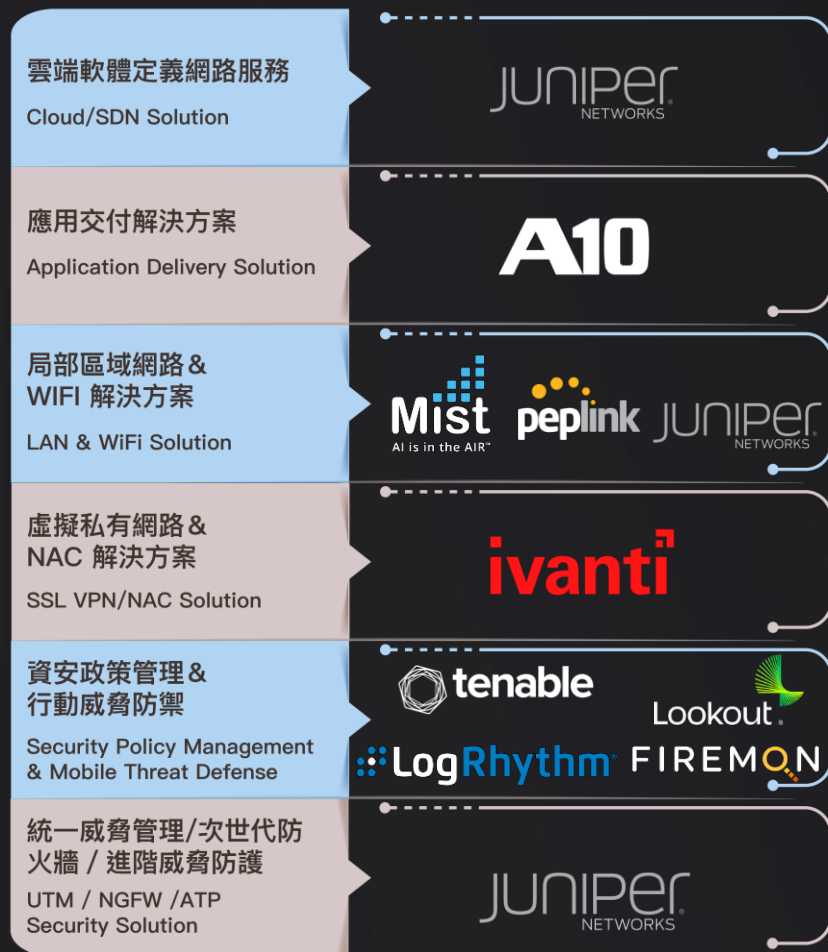 雲端軟體定義網路服務
Cloud/SDN Solution
JUNIPER
NETWORKS
應用交付解決方案
Application Delivery Solution
A10
局部區域網路&
WIFI 解決方案
LAN & WiFi Solution
Mist
AI is in the AIR™
peplink
JUNIPER
NETWORKS
虛擬私有網路&
NAC 解決方案
SSL VPN/NAC Solution
ivanti
資安政策管理&
行動威脅防禦
Security Policy Management
& Mobile Threat Defense
tenable
Lookout
LogRhythm
FIREMON
統一威脅管理/次世代防
火牆 / 進階威脅防護
UTM / NGFW /ATP
Security Solution
JUNIPER
NETWORKS